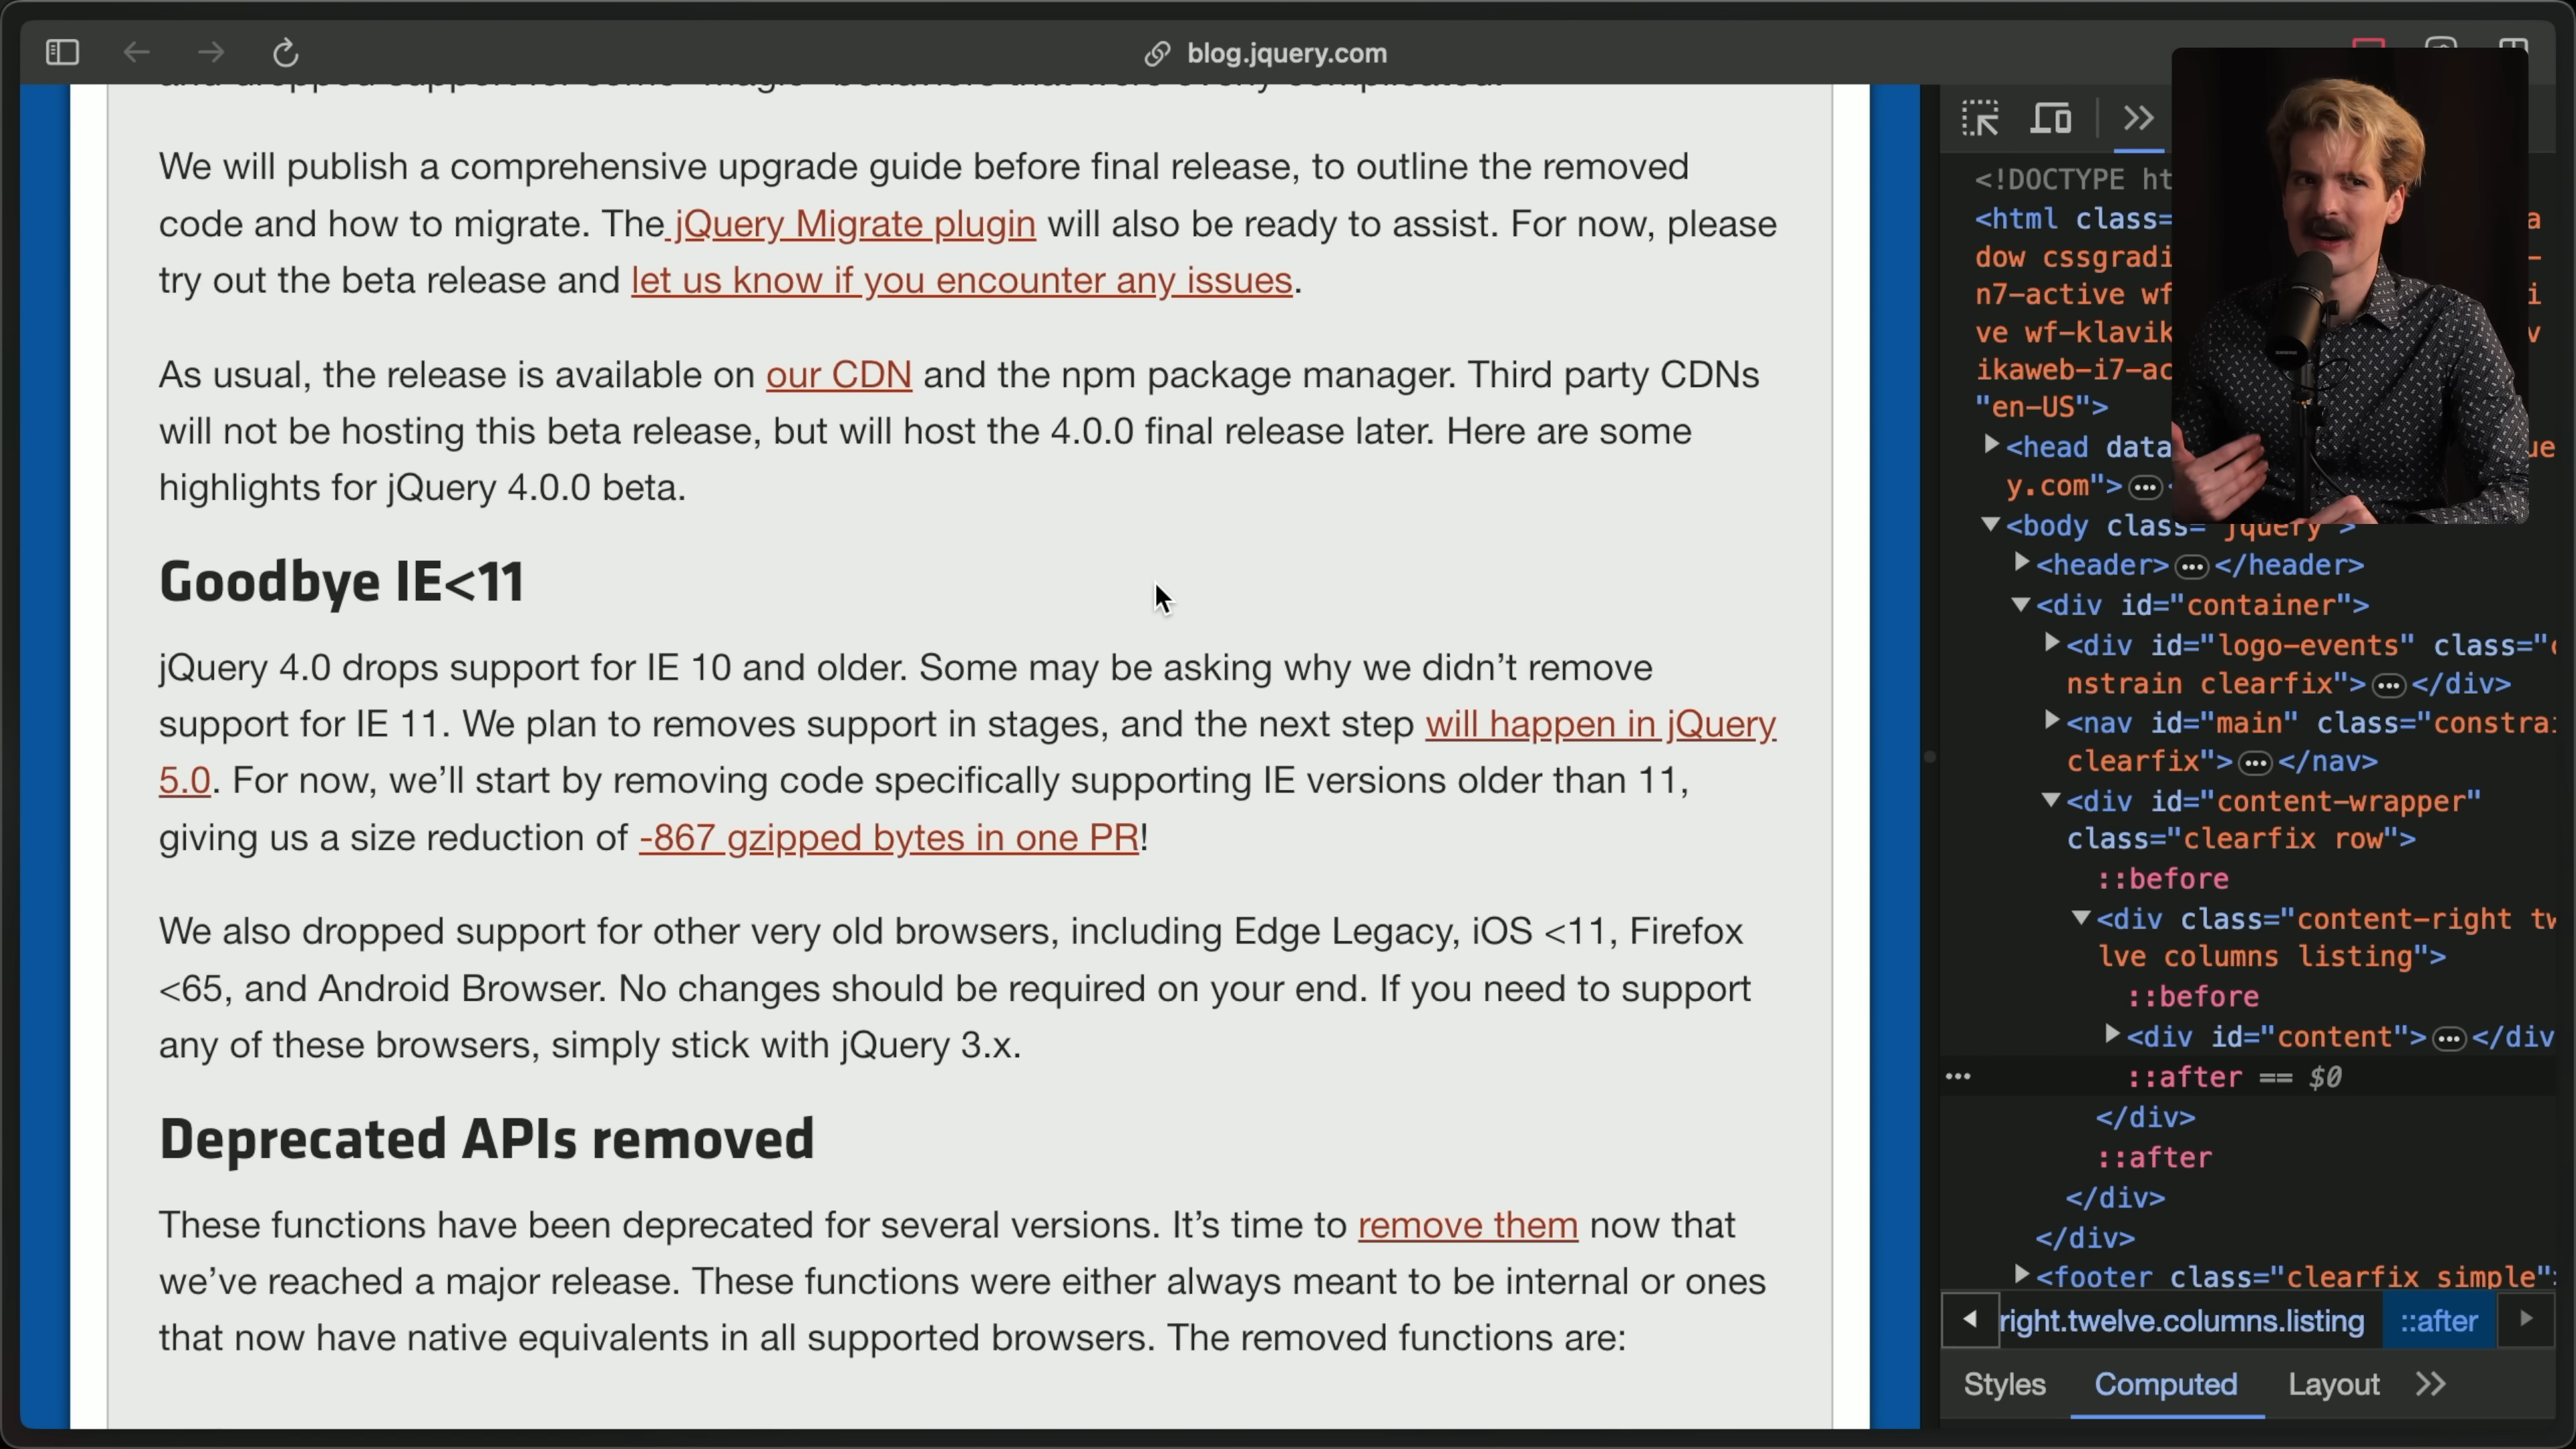 blog.jquery.com
We will publish a comprehensive upgrade guide before final release, to outline the removed
code and how to migrate. The jQuery Migrate plugin will also be ready to assist. For now, please
try out the beta release and let us know if you encounter any issues.
As usual, the release is available on our CDN and the npm package manager. Third party CDNs
will not be hosting this beta release, but will host the 4.0.0 final release later. Here are some
highlights for jQuery 4.0.0 beta.
Goodbye IE<11
jQuery 4.0 drops support for IE 10 and older. Some may be asking why we didn’t remove
support for IE 11. We plan to removes support in stages, and the next step will happen in jQuery
5.0. For now, we’ll start by removing code specifically supporting IE versions older than 11,
giving us a size reduction of -867 gzipped bytes in one PR!
We also dropped support for other very old browsers, including Edge Legacy, iOS <11, Firefox
<65, and Android Browser. No changes should be required on your end. If you need to support
any of these browsers, simply stick with jQuery 3.x.
Deprecated APIs removed
These functions have been deprecated for several versions. It’s time to remove them now that
we’ve reached a major release. These functions were either always meant to be internal or ones
that now have native equivalents in all supported browsers. The removed functions are:
<!DOCTYPE ht
<html class=
dow cssgradi
n7-active wf
ve wf-klavik
ikaweb-i7-ac
"en-US">
<head data
y.com">
<body class="jquery">
<header>…</header>
<div id="container">
<div id="logo-events" class="c
nstrain clearfix">…</div>
<nav id="main" class="constrai
clearfix">…</nav>
<div id="content-wrapper"
class="clearfix row">
::before
<div class="content-right tw
lve columns listing">
::before
<div id="content">…</div
::after == $0
</div>
::after
</div>
</div>
<footer class="clearfix simple">
right.twelve.columns.listing ::after
Styles Computed Layout